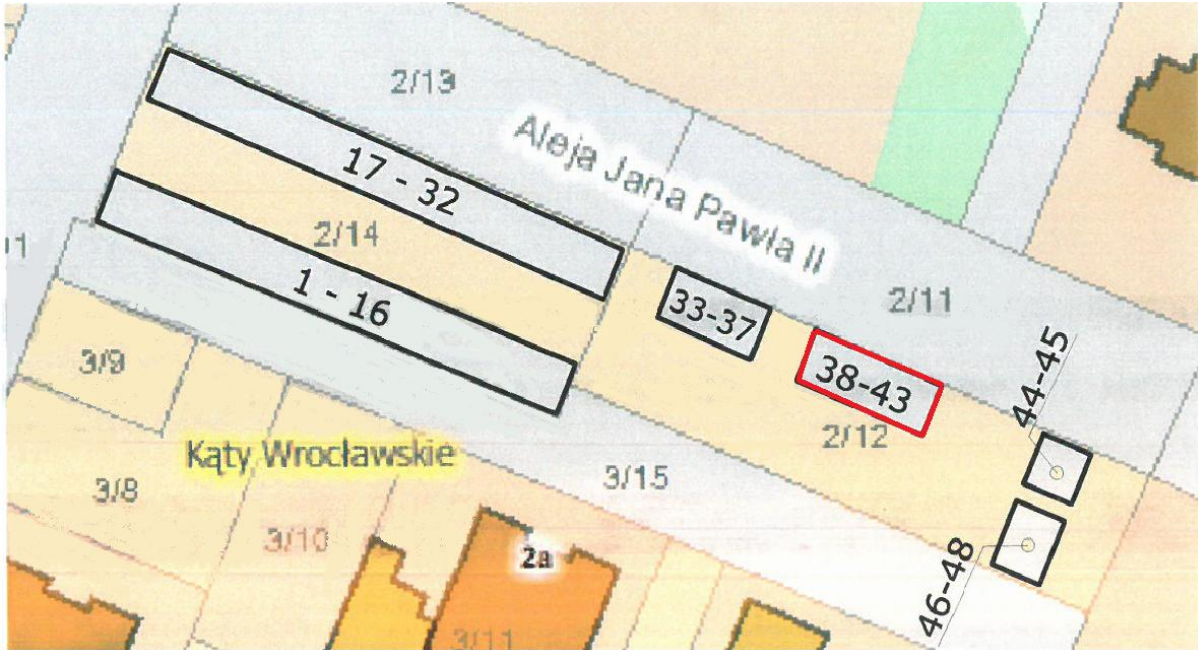 2/13
Aleja Jana Pawla II
17 - 32
2/14
1 - 16
2/11
33-37
38-43
44-45
3/9
2/12
Kąty Wrocławskie
3/15
3/8
3/10
2a
46-48
3/11